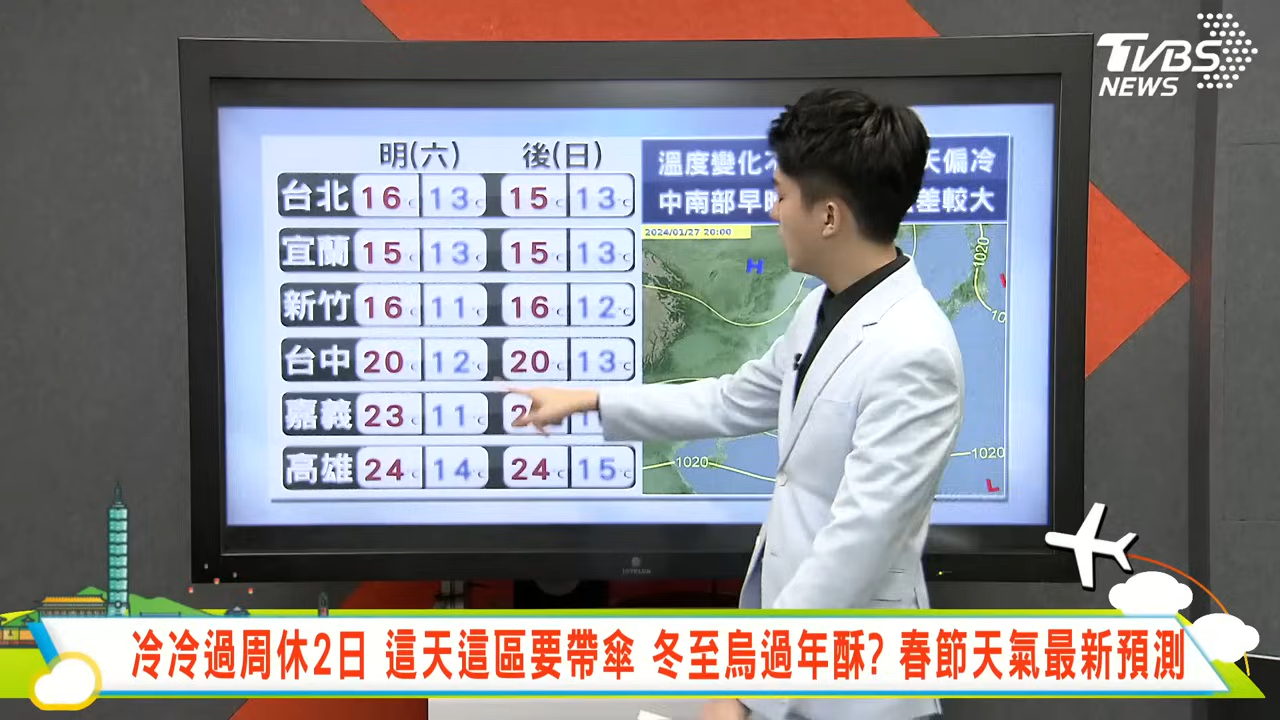 TVBS
NEWS
明(六) 後(日)
台北 16°C 13°C 15°C 13°C
宜蘭 15°C 13°C 15°C 13°C
新竹 16°C 11°C 16°C 12°C
台中 20°C 12°C 20°C 13°C
嘉義 23°C 11°C
高雄 24°C 14°C 24°C 15°C
溫度變化 天偏冷
中南部早 差較大
2024/01/27 20:00
H
1020
1020
1020
L
冷冷過周休2日 這天這區要帶傘 冬至烏過年酥? 春節天氣最新預測